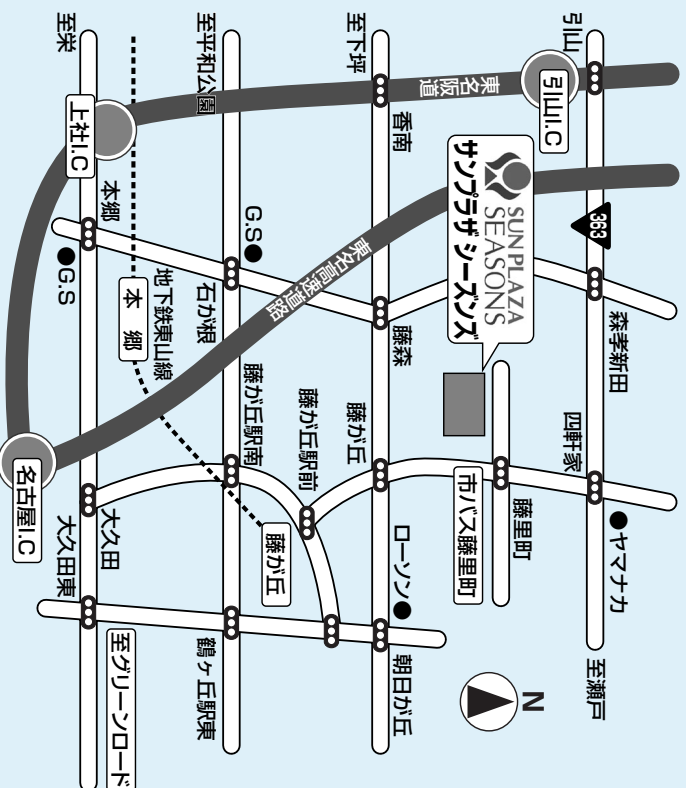 引山
363
至瀬戸
森孝新田
四軒家
ヤマナカ
引山I.C
SUNPLAZA
SEASONS
サンプラザ シーズンズ
藤里町
市バス藤里町
N
至下坪
東名阪道
香南
藤森
藤が丘
ローソン
朝日が丘
藤が丘駅前
東名高速道路
藤が丘
至平和公園
G.S
石が根
藤が丘駅南
鶴ヶ丘駅東
地下鉄東山線
本 郷
至栄
上社I.C
本郷
G.S
大久田
大久田東
至グリーンロード
名古屋I.C